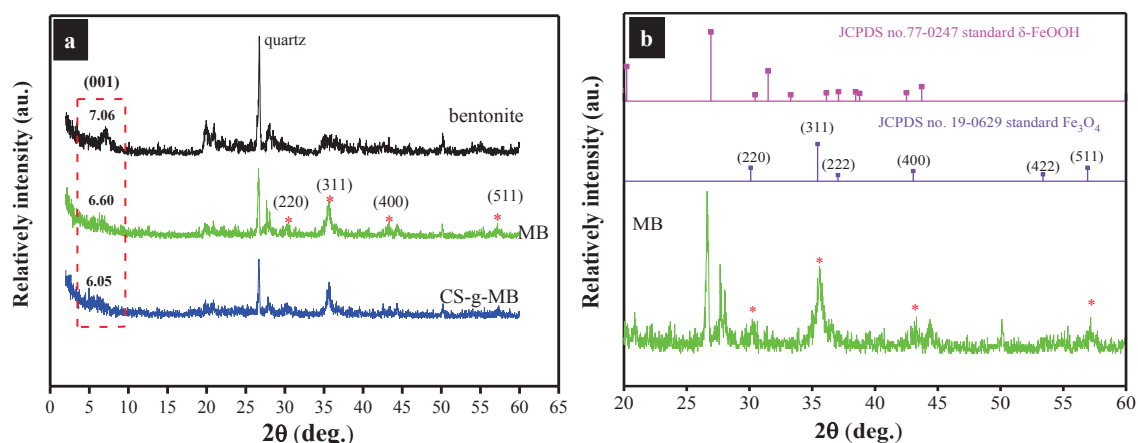 a
quartz
(001)
7.06
bentonite
6.60
(220)
(311)
(400)
(511)
MB
6.05
CS-g-MB
Relatively intensity (au.)
0 5 10 15 20 25 30 35 40 45 50 55 60 65
2θ (deg.)
b
JCPDS no.77-0247 standard δ-FeOOH
JCPDS no. 19-0629 standard Fe₃O₄
(311)
(220)
(222)
(400)
(422)
(511)
MB
Relatively intensity (au.)
20 25 30 35 40 45 50 55 60
2θ (deg.)